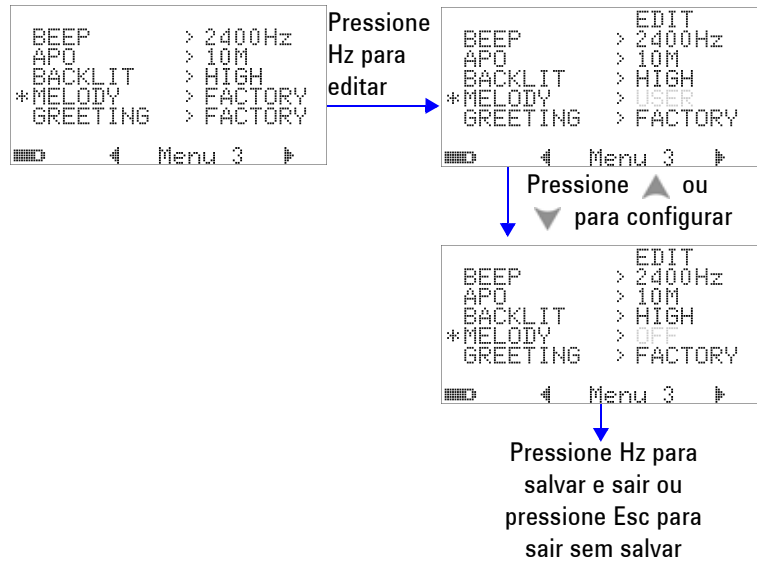 BEEP > 2400Hz
APO > 10M
BACKLIT > HIGH
*MELODY > FACTORY
GREETING > FACTORY
Menu 3
Pressione
Hz para
editar
EDIT
BEEP > 2400Hz
APO > 10M
BACKLIT > HIGH
*MELODY > USER
GREETING > FACTORY
Menu 3
Pressione ou
para configurar
EDIT
BEEP > 2400Hz
APO > 10M
BACKLIT > HIGH
*MELODY > OFF
GREETING > FACTORY
Menu 3
Pressione Hz para
salvar e sair ou
pressione Esc para
sair sem salvar